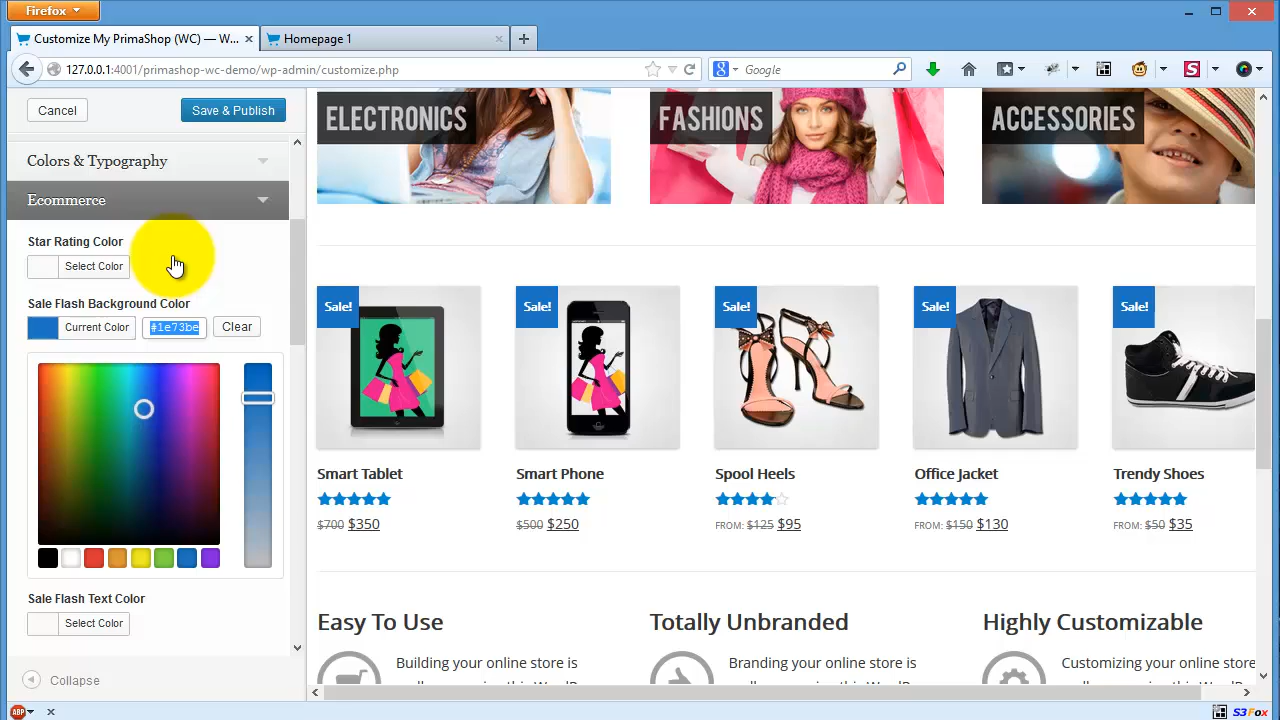 Firefox
Customize My PrimaShop (WC) — W...
Homepage 1
127.0.0.1:4001/primashop-wc-demo/wp-admin/customize.php
Google
Cancel
Save & Publish
Colors & Typography
Ecommerce
Star Rating Color
Select Color
Sale Flash Background Color
Current Color
#1e73be
Clear
Sale Flash Text Color
Select Color
Collapse
ELECTRONICS
FASHIONS
ACCESSORIES
Sale!
Sale!
Sale!
Sale!
Sale!
Smart Tablet
Smart Phone
Spool Heels
Office Jacket
Trendy Shoes
$700 $350
$500 $250
FROM: $125 $95
FROM: $150 $130
FROM: $50 $35
Easy To Use
Totally Unbranded
Highly Customizable
Building your online store is
Branding your online store is
Customizing your online store
ABP
S3Fox